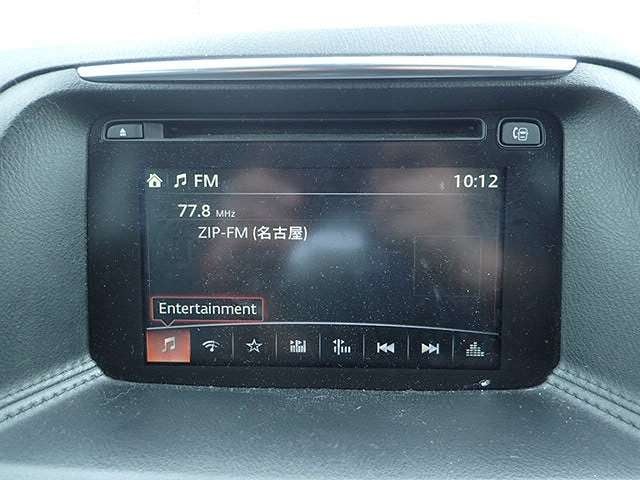 FM 10:12
77.8 MHz
ZIP-FM (名古屋)
Entertainment